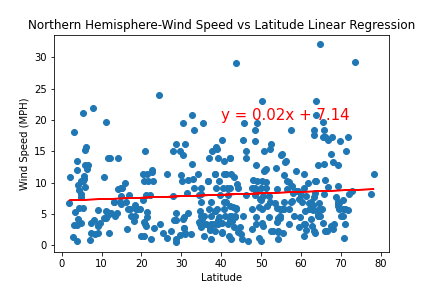 Northern Hemisphere-Wind Speed vs Latitude Linear Regression
Wind Speed (MPH)
30
25
20
15
10
5
0
y = 0.02x + 7.14
0 10 20 30 40 50 60 70 80
Latitude